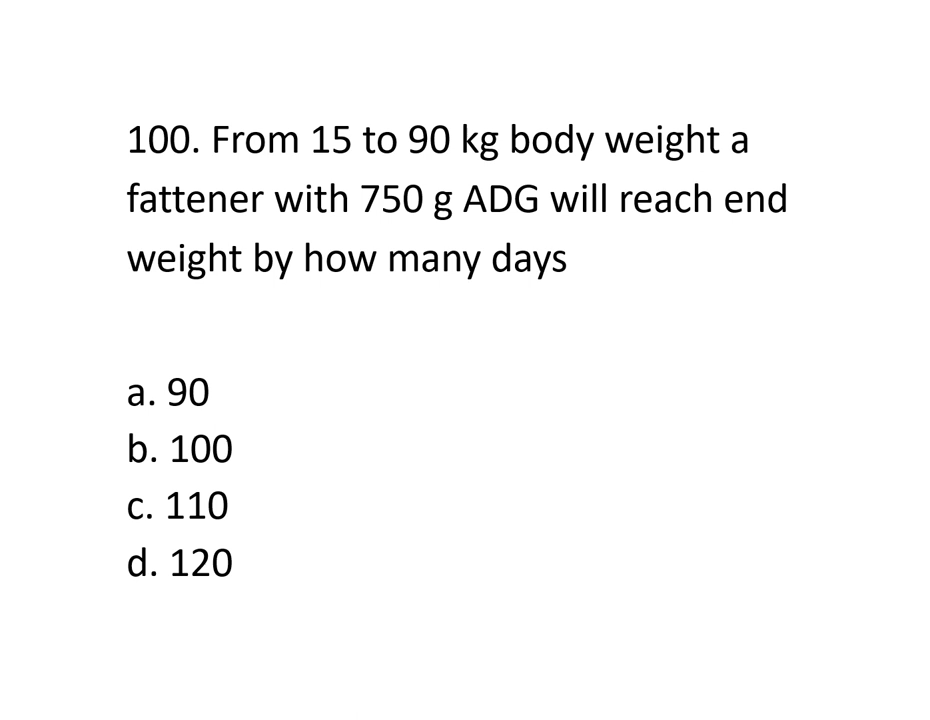 100. From 15 to 90 kg body weight a
fattener with 750 g ADG will reach end
weight by how many days
a. 90
b. 100
c. 110
d. 120